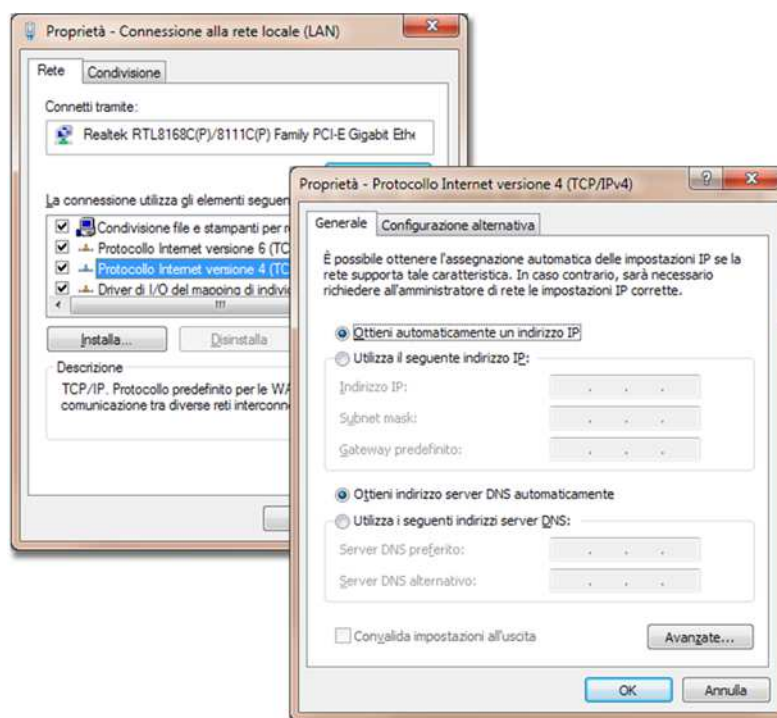 Proprietà - Connessione alla rete locale (LAN)
Rete
Condivisione
Connetti tramite:
Realtek RTL8168C(P)/8111C(P) Family PCI-E Gigabit Ethe
La connessione utilizza gli elementi seguen
Condivisione file e stampanti per r
Protocollo Internet versione 6 (TC
Protocollo Internet versione 4 (TC
Driver di I/O del mapping di individ
Installa...
Disinstalla
Descrizione
TCP/IP. Protocollo predefinito per le WA
comunicazione tra diverse reti interconne
Proprietà - Protocollo Internet versione 4 (TCP/IPv4)
Generale
Configurazione alternativa
È possibile ottenere l'assegnazione automatica delle impostazioni IP se la
rete supporta tale caratteristica. In caso contrario, sarà necessario
richiedere all'amministratore di rete le impostazioni IP corrette.
Ottieni automaticamente un indirizzo IP
Utilizza il seguente indirizzo IP:
Indirizzo IP:
Subnet mask:
Gateway predefinito:
Ottieni indirizzo server DNS automaticamente
Utilizza i seguenti indirizzi server DNS:
Server DNS preferito:
Server DNS alternativo:
Convalida impostazioni all'uscita
Avanzate...
OK
Annulla